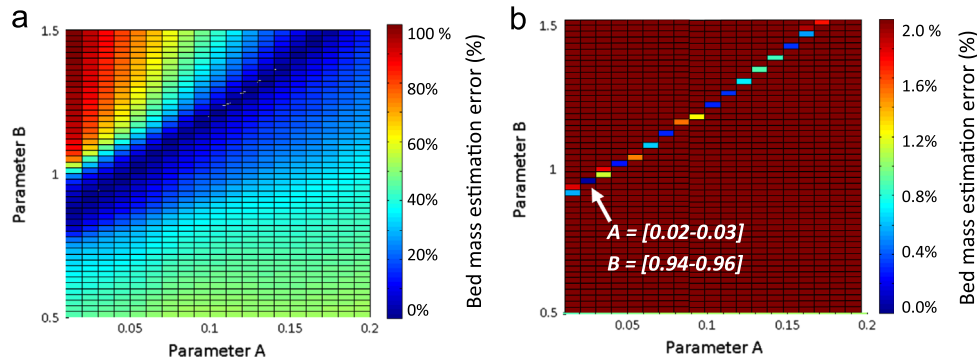 a
1.5
1
0.5
0.05
0.1
0.15
0.2
Parameter A
Parameter B
100 %
80%
60%
40%
20%
0%
Bed mass estimation error (%)
b
1.5
1
0.5
0.05
0.1
0.15
0.2
Parameter A
Parameter B
A = [0.02-0.03]
B = [0.94-0.96]
2.0 %
1.6%
1.2%
0.8%
0.4%
0.0%
Bed mass estimation error (%)